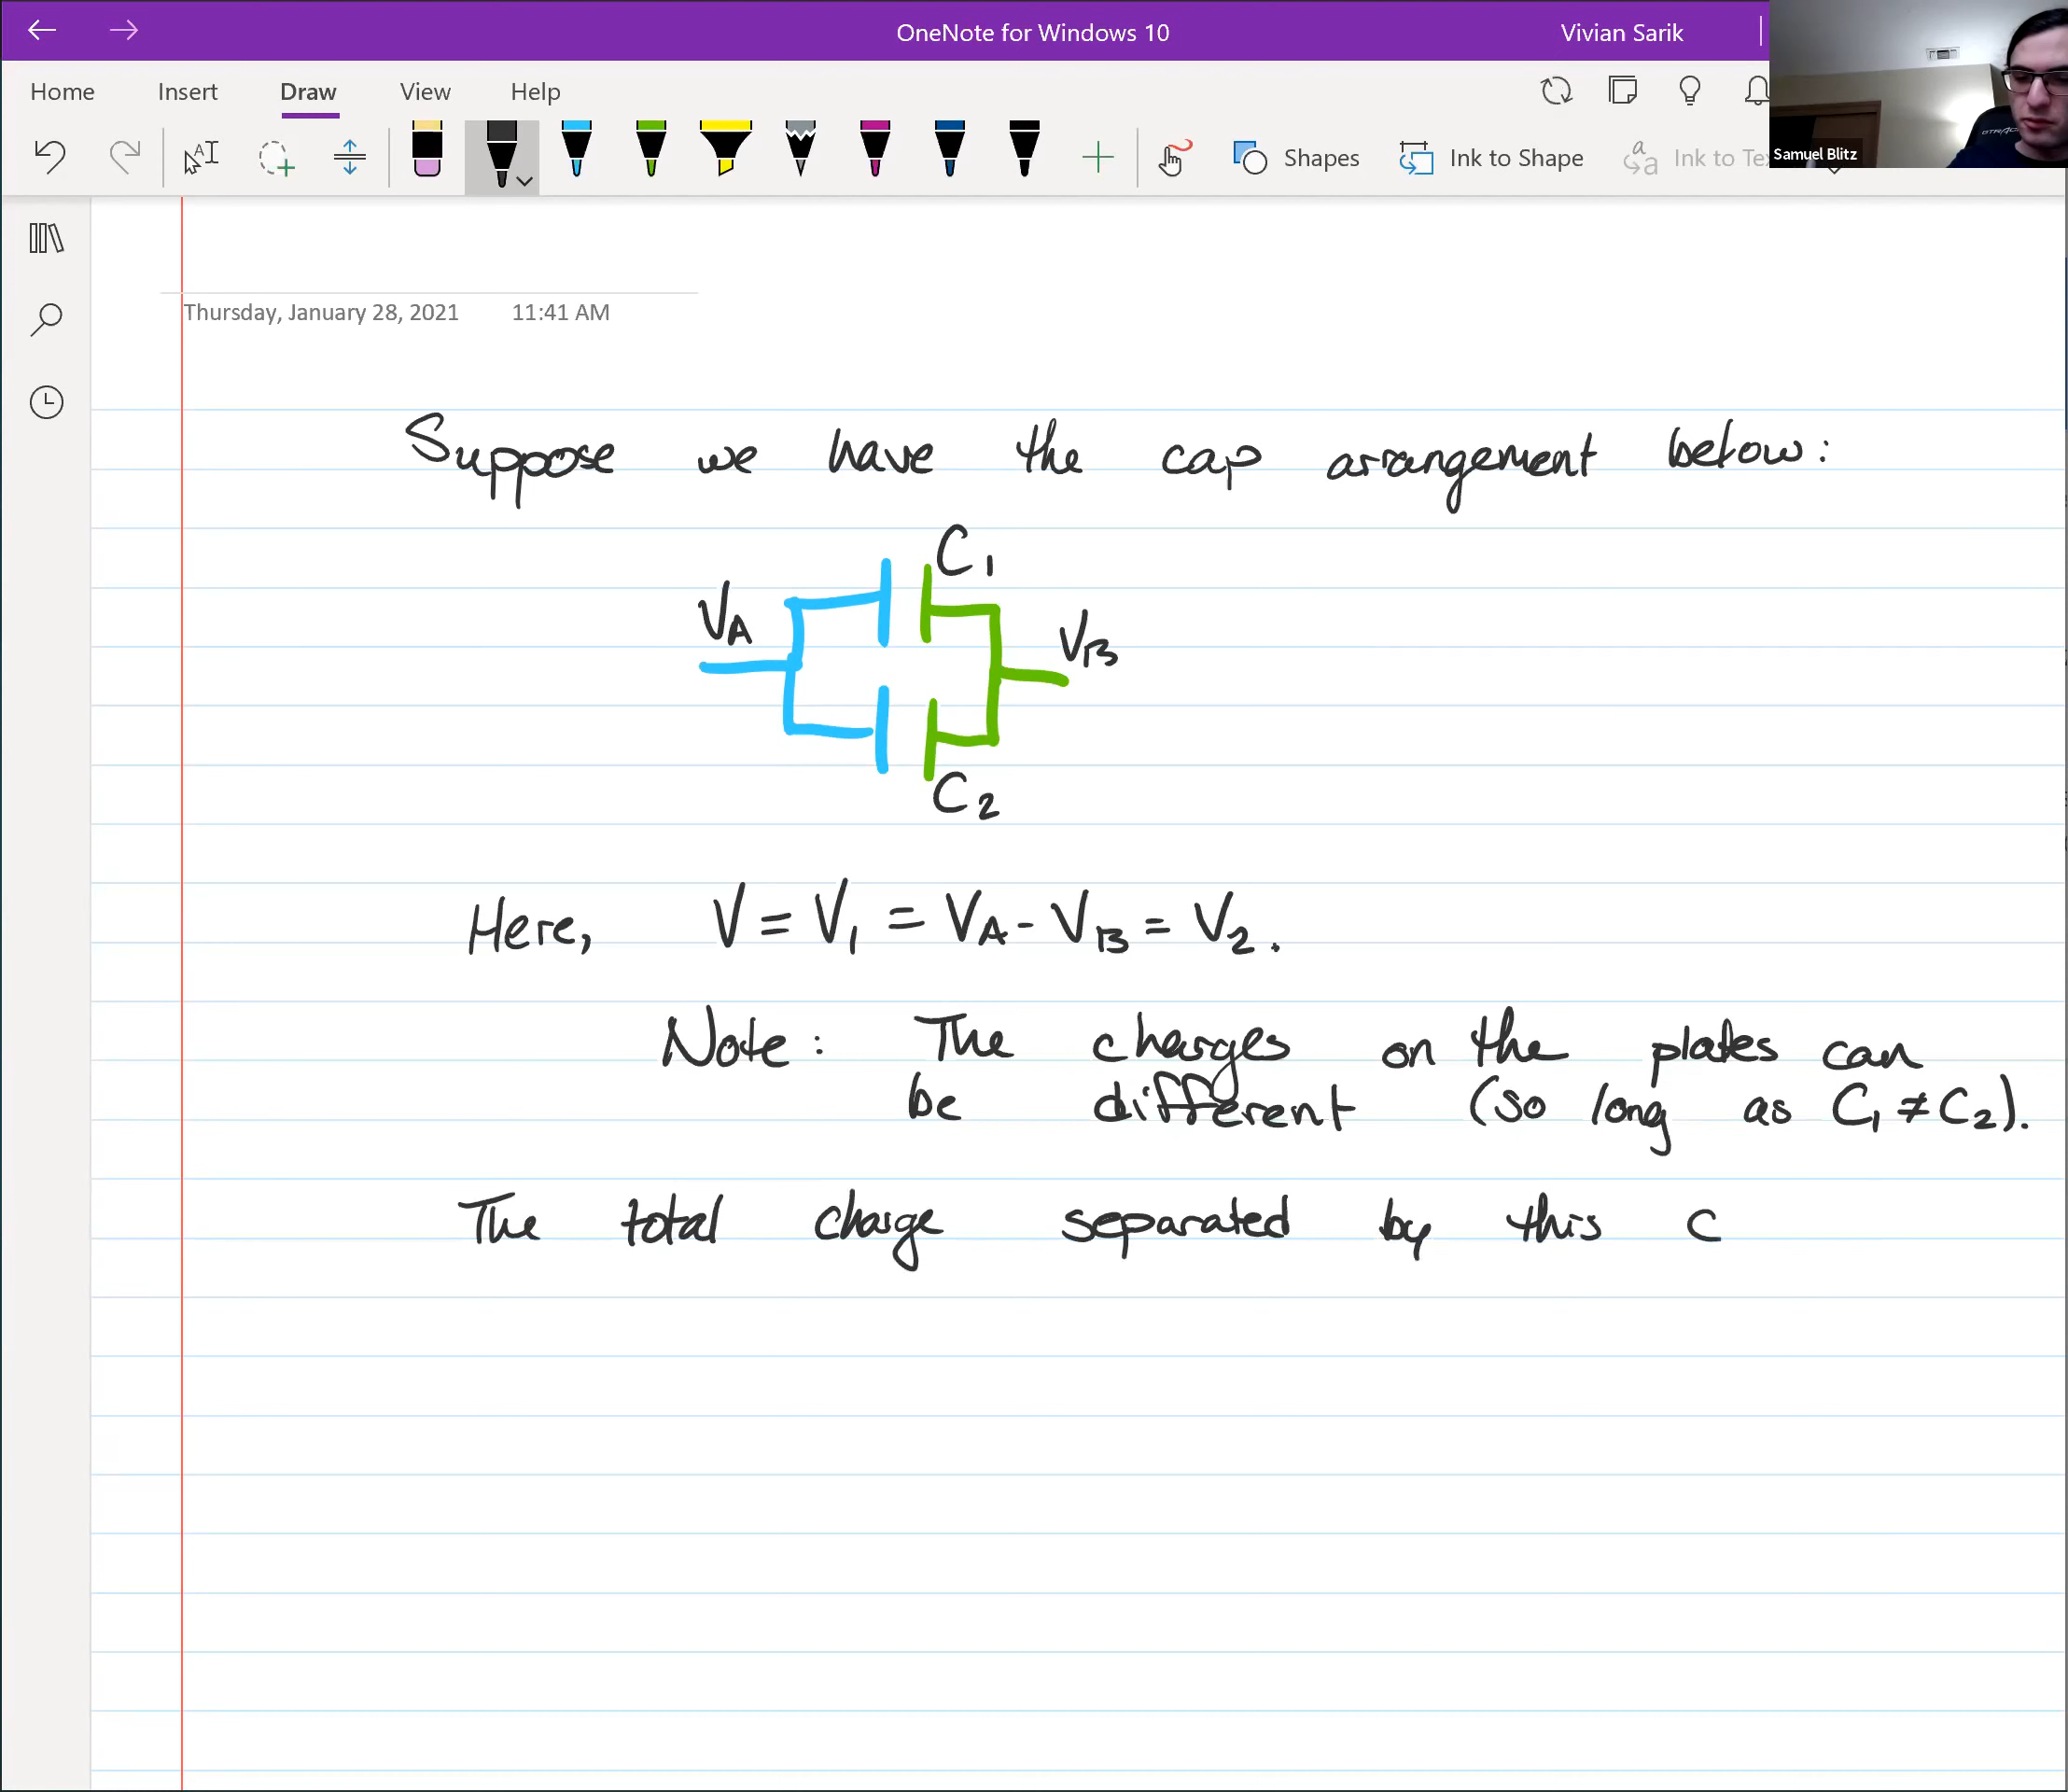 OneNote for Windows 10
Vivian Sarik
Home Insert Draw View Help
Shapes Ink to Shape Ink to Te
Samuel Blitz
Thursday, January 28, 2021 11:41 AM
Suppose we have the cap arrangement below:
C1
VA
VB
C2
Here, V = V1 = VA - VB = V2.
Note: The charges on the plates can
be different (so long as C1 ≠ C2).
The total charge separated by this c